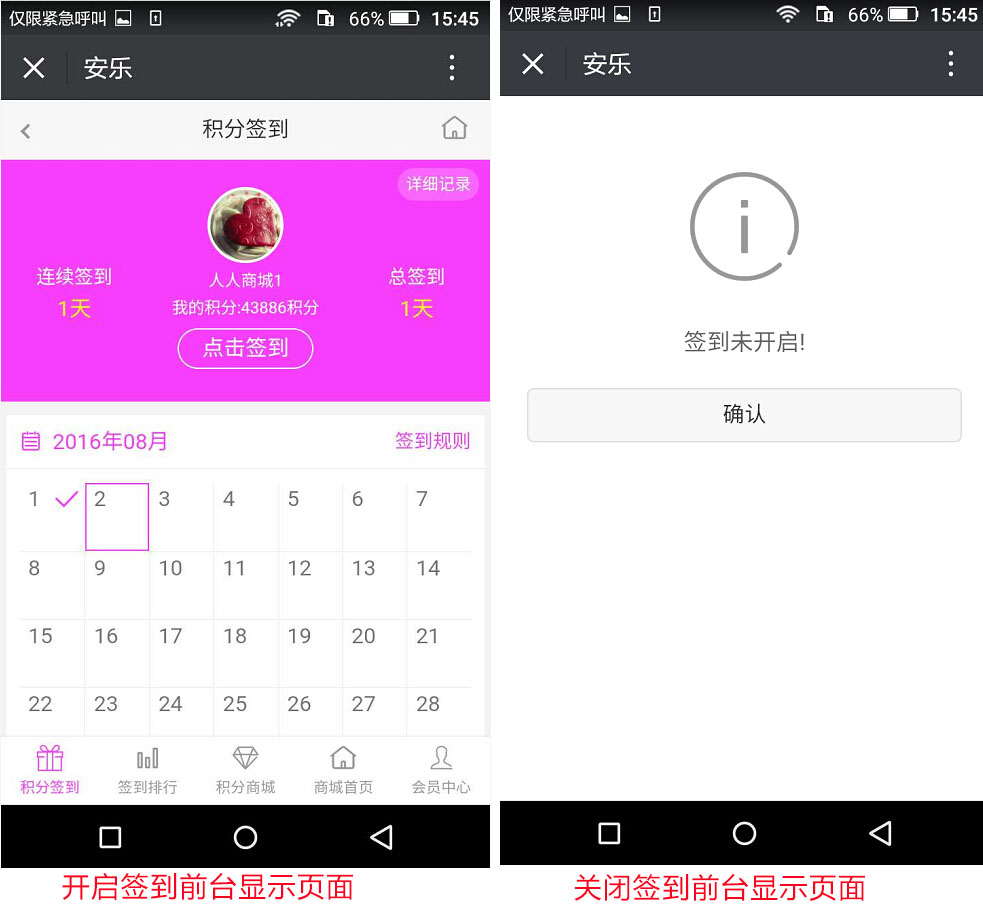 仅限紧急呼叫 66% 15:45
安乐
积分签到
详细记录
连续签到
1天
人人商城1
我的积分:43886积分
总签到
1天
点击签到
2016年08月 签到规则
1 2 3 4 5 6 7
8 9 10 11 12 13 14
15 16 17 18 19 20 21
22 23 24 25 26 27 28
积分签到 签到排行 积分商城 商城首页 会员中心
开启签到前台显示页面
仅限紧急呼叫 66% 15:45
安乐
签到未开启!
确认
关闭签到前台显示页面